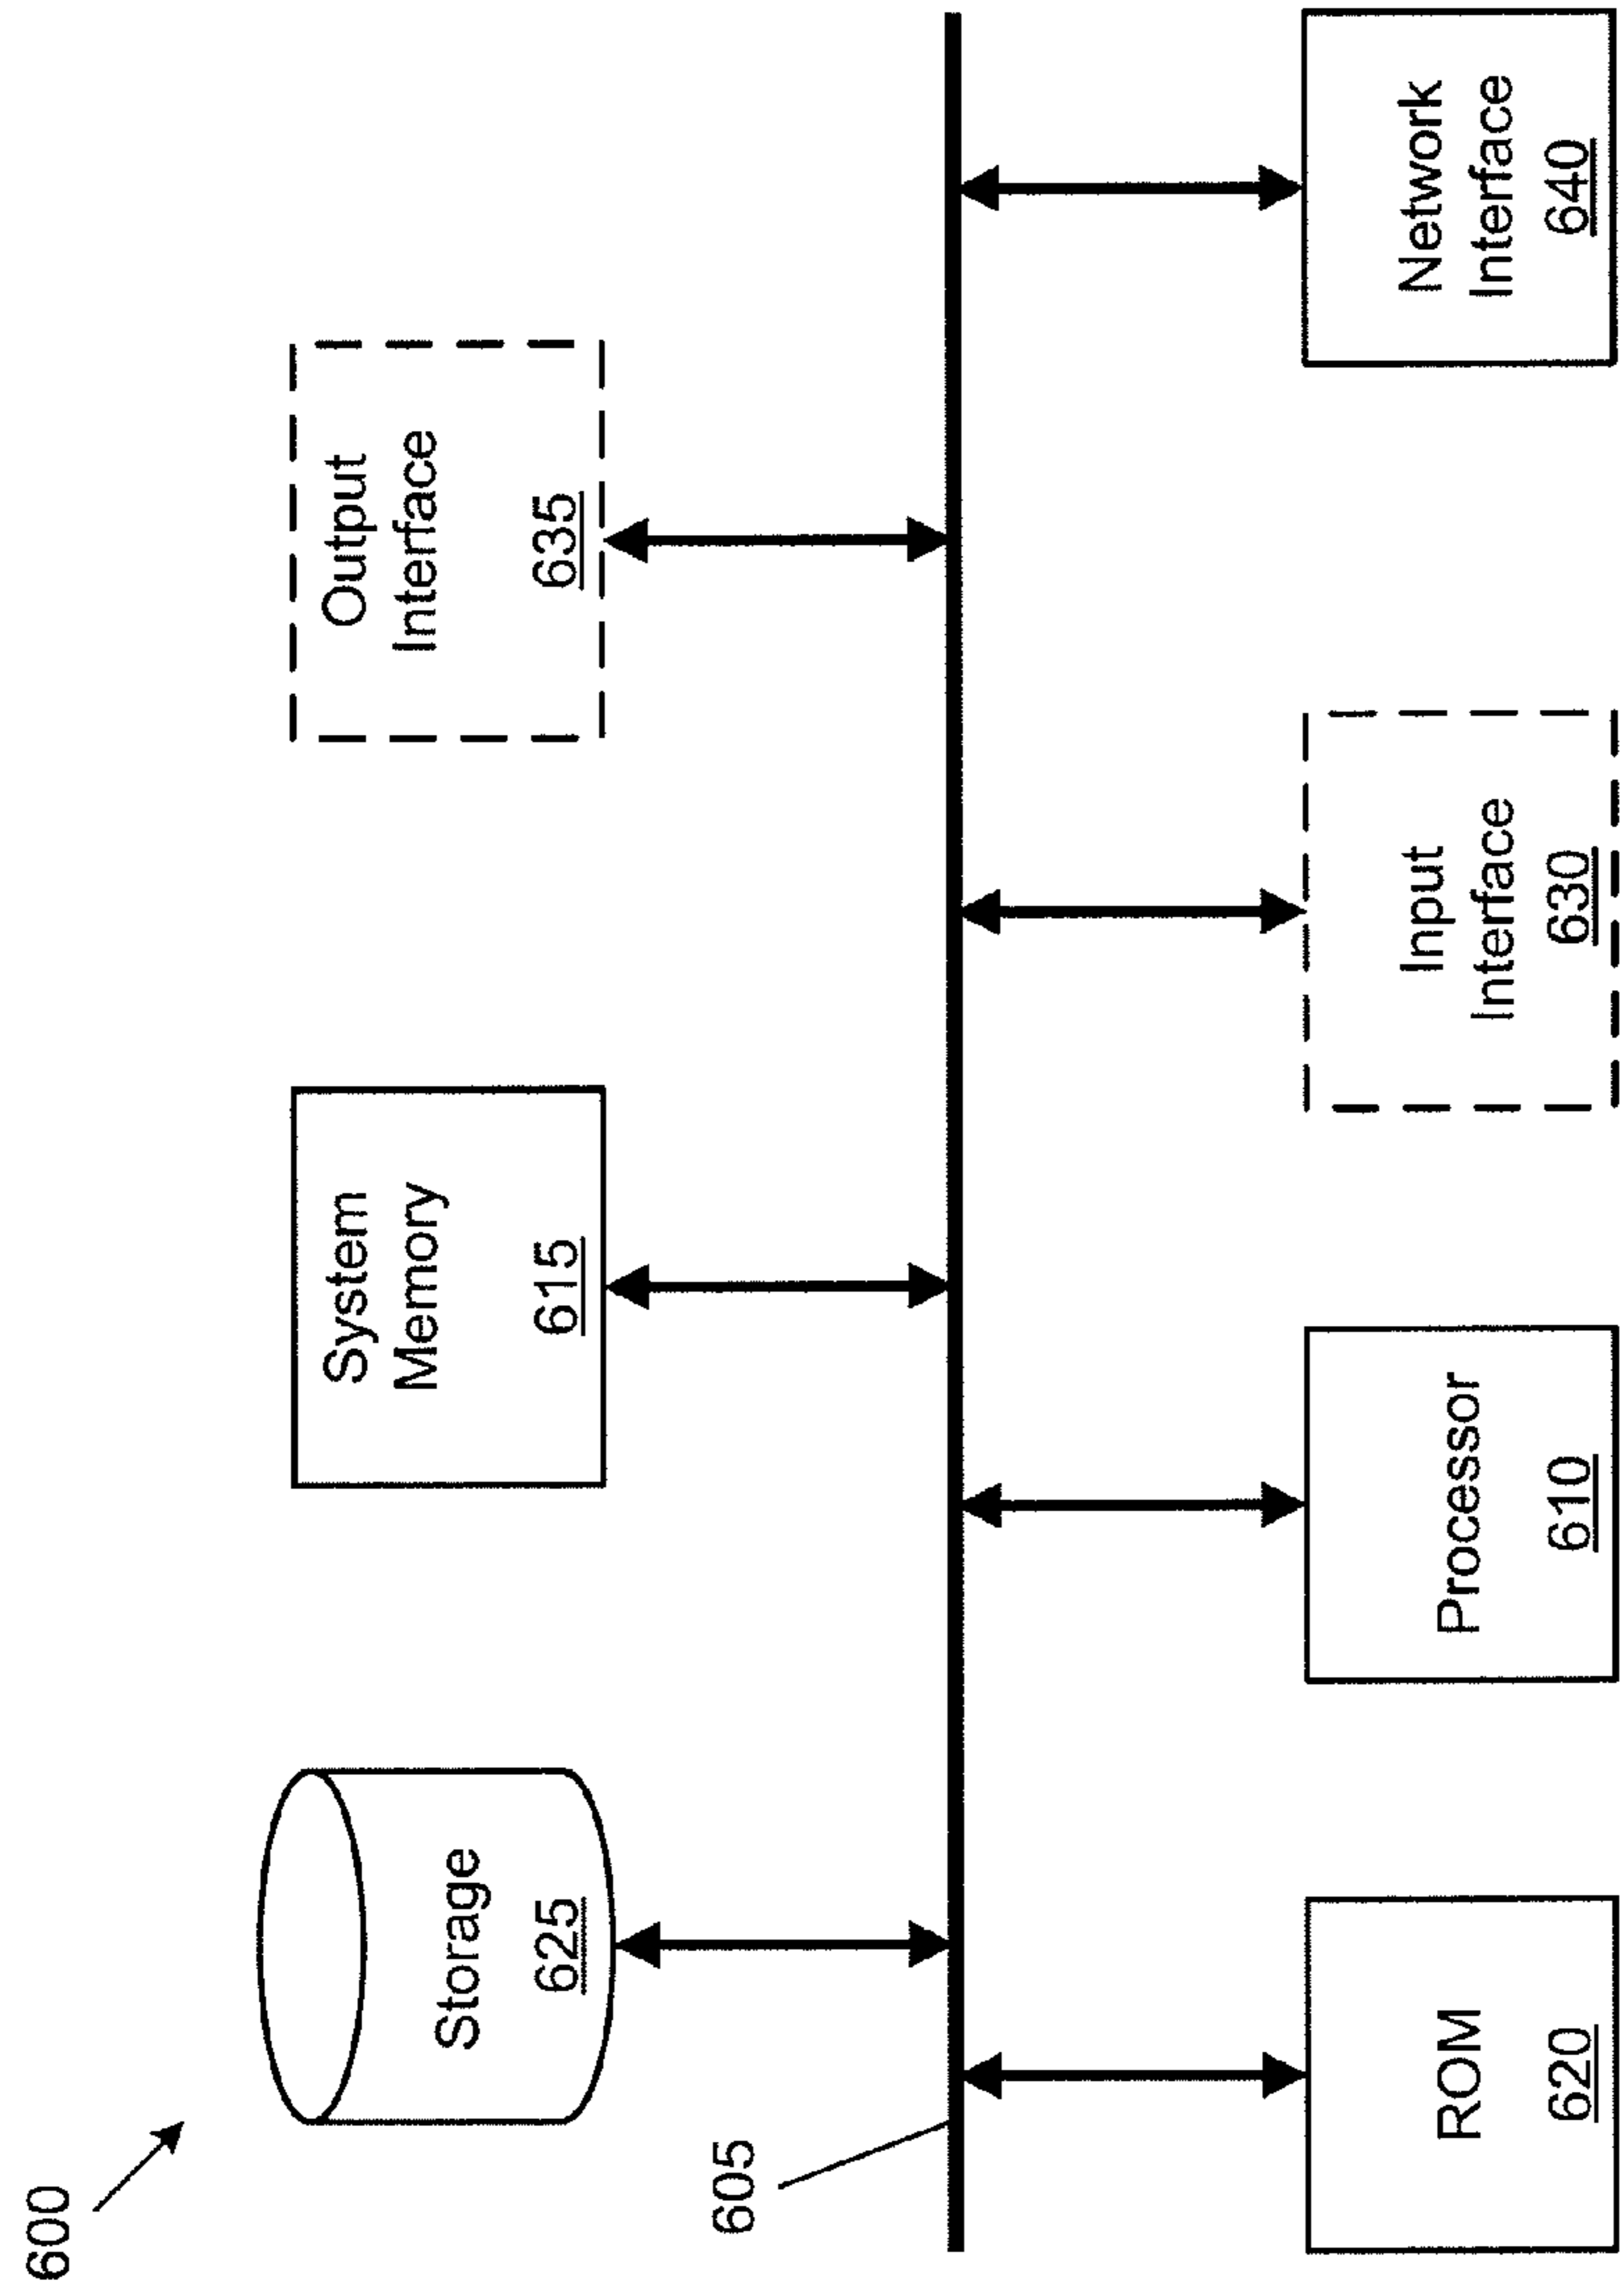 600
Storage
625
System
Memory
615
Output
Interface
635
605
ROM
620
Processor
610
Input
Interface
630
Network
Interface
640